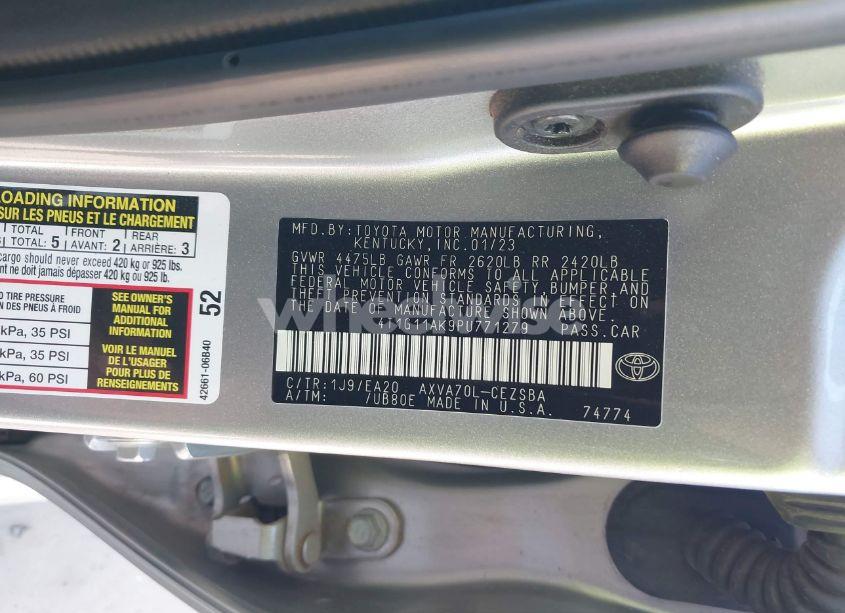 LOADING INFORMATION
SUR LES PNEUS ET LE CHARGEMENT
TOTAL FRONT REAR
TOTAL: 5 AVANT: 2 ARRIÈRE: 3
cargo should never exceed 420 kg or 925 lbs.
ne doit jamais dépasser 420 kg ou 925 lb.
TIRE PRESSURE
DES PNEUS À FROID
kPa, 35 PSI
kPa, 35 PSI
kPa, 60 PSI
SEE OWNER'S
MANUAL FOR
ADDITIONAL
INFORMATION
VOIR LE MANUEL
DE L'USAGER
POUR PLUS DE
RENSEIGNEMENTS
52
42661-06B40
MFD.BY:TOYOTA MOTOR MANUFACTURING,
KENTUCKY, INC.01/23
GVWR 4475LB GAWR FR 2620LB RR 2420LB
THIS VEHICLE CONFORMS TO ALL APPLICABLE
FEDERAL MOTOR VEHICLE SAFETY,BUMPER,AND
THEFT PREVENTION STANDARDS IN EFFECT ON
THE DATE OF MANUFACTURE SHOWN ABOVE.
4T1G11AK9PU771279 PASS.CAR
C/TR:1J9/EA20 AXVA70L-CEZSBA
A/TM: /UB80E MADE IN U.S.A. 74774